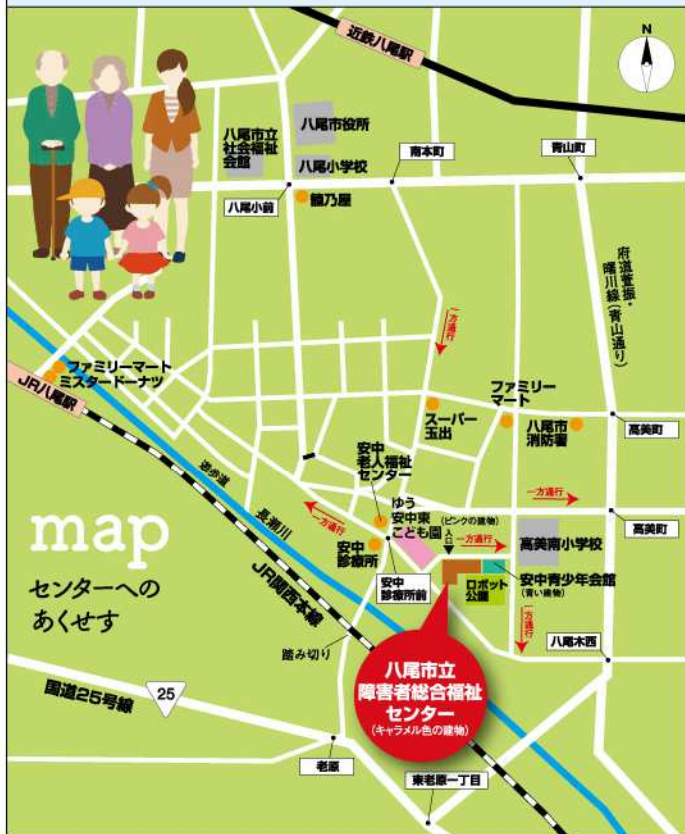 近鉄八尾駅
N
八尾市役所
八尾市立
社会福祉
会館
八尾小学校
南本町
青山町
八尾小前
鶴乃屋
府道萱振・
曙川線(青山通り)
一方通行
ファミリーマート
ミスタードーナツ
JR八尾駅
ファミリー
マート
スーパー
玉出
八尾市
消防署
高美町
安中
老人福祉
センター
遊歩道
長瀬川
一方通行
ゆう
安中東
こども園
(ピンクの建物)
入口
一方通行
一方通行
高美町
高美南小学校
map
センターへの
あくせす
安中
診療所
安中
診療所前
ロボット
公園
安中青少年会館
(青い建物)
一方通行
JR関西本線
踏み切り
八尾木西
八尾市立
障害者総合福祉
センター
(キャラメル色の建物)
国道25号線
25
老原
東老原一丁目